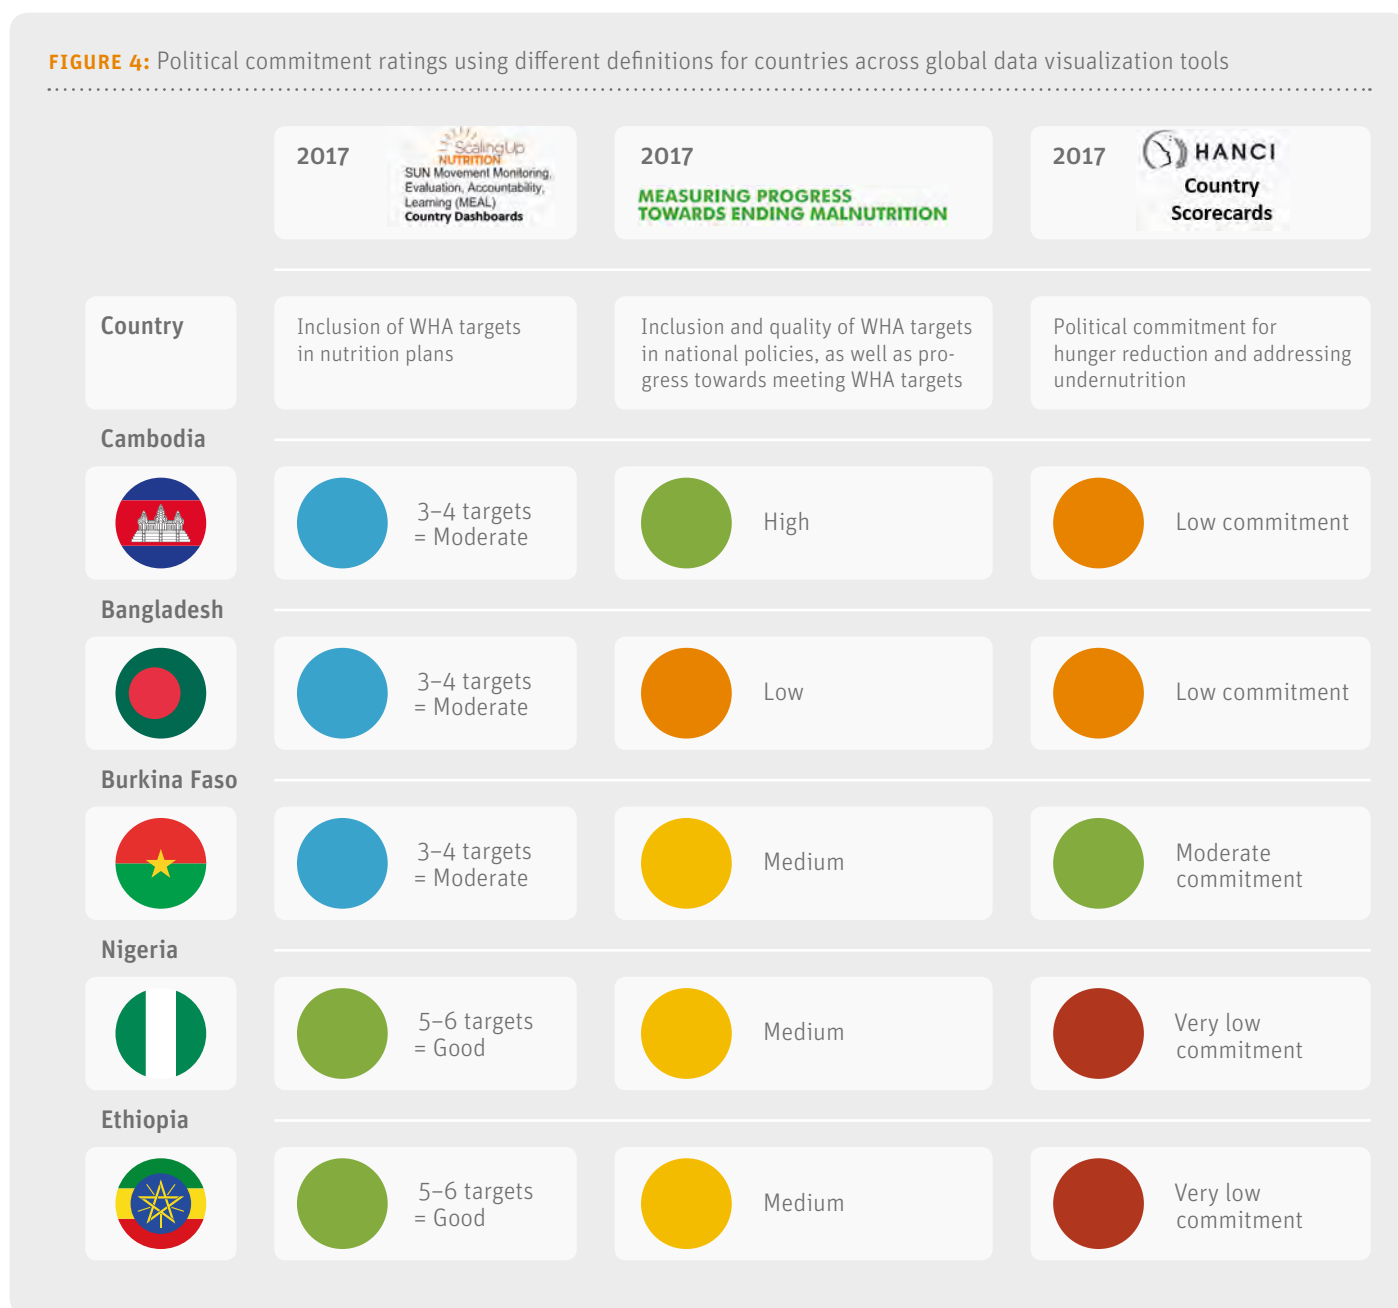 FIGURE 4: Political commitment ratings using different definitions for countries across global data visualization tools
2017
ScalingUp
NUTRITION
SUN Movement Monitoring,
Evaluation, Accountability,
Learning (MEAL)
Country Dashboards
2017
MEASURING PROGRESS
TOWARDS ENDING MALNUTRITION
2017
HANCI
Country
Scorecards
Country
Inclusion of WHA targets
in nutrition plans
Inclusion and quality of WHA targets
in national policies, as well as pro-
gress towards meeting WHA targets
Political commitment for
hunger reduction and addressing
undernutrition
Cambodia
3–4 targets
= Moderate
High
Low commitment
Bangladesh
3–4 targets
= Moderate
Low
Low commitment
Burkina Faso
3–4 targets
= Moderate
Medium
Moderate
commitment
Nigeria
5–6 targets
= Good
Medium
Very low
commitment
Ethiopia
5–6 targets
= Good
Medium
Very low
commitment